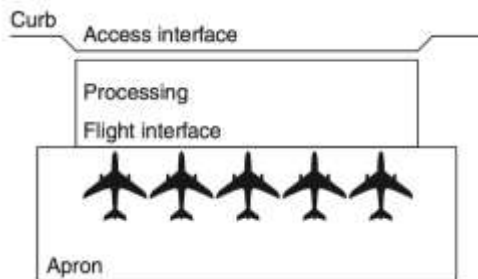 Curb
Access interface
Processing
Flight interface
Apron